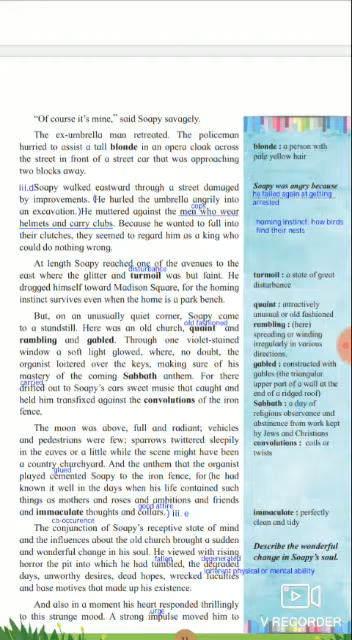 "Of course it's mine," said Soapy savagely.
The ex-umbrella man retreated. The policeman
hurried to assist a tall blonde in an opera cloak across
the street in front of a street car that was approaching
two blocks away.
iii.d Soapy walked eastward through a street damaged
by improvements. (He hurled the umbrella angrily into
an excavation.) He muttered against the men who wear
cops
helmets and carry clubs. Because he wanted to fall into
their clutches, they seemed to regard him as a king who
could do nothing wrong.
At length Soapy reached one of the avenues to the
east where the glitter and turmoil was but faint. He
disturbance
dragged himself toward Madison Square, for the homing
instinct survives even when the home is a park bench.
But, on an unusually quiet corner, Soapy came
to a standstill. Here was an old church, quaint and
old fashioned
rambling and gabled. Through one violet-stained
window a soft light glowed, where, no doubt, the
organist loitered over the keys, making sure of his
mastery of the coming Sabbath anthem. For there
carried
drifted out to Soapy's ears sweet music that caught and
held him transfixed against the convolutions of the iron
fence.
The moon was above, full and radiant; vehicles
and pedestrians were few; sparrows twittered sleepily
in the eaves or a little while the scene might have been
a country churchyard. And the anthem that the organist
glued
played cemented Soapy to the iron fence, for (he had
known it well in the days when his life contained such
things as mothers and roses and ambitions and friends
and immaculate thoughts and collars.) iii. e
good attire
co-occurence
The conjunction of Soapy's receptive state of mind
and the influences about the old church brought a sudden
and wonderful change in his soul. He viewed with rising
horror the pit into which he had tumbled, the degraded
fallen
degenerated
days, unworthy desires, dead hopes, wrecked faculties
inherent physical or mental ability
and base motives that made up his existence.
And also in a moment his heart responded thrillingly
urge
to this strange mood. A strong impulse moved him to
blonde : a person with
pale yellow hair
Soapy was angry because
he failed again at getting
arrested
homing instinct: how birds
find their nests
turmoil : a state of great
disturbance
quaint : attractively
unusual or old fashioned
rambling : (here)
spreading or winding
irregularly in various
directions.
gabled : constructed with
gables (the triangular
upper part of a wall at the
end of a ridged roof)
Sabbath : a day of
religious observance and
abstinence from work kept
by Jews and Christians
convolutions : coils or
twists
immaculate : perfectly
clean and tidy
Describe the wonderful
change in Soapy's soul.
V RECORDER